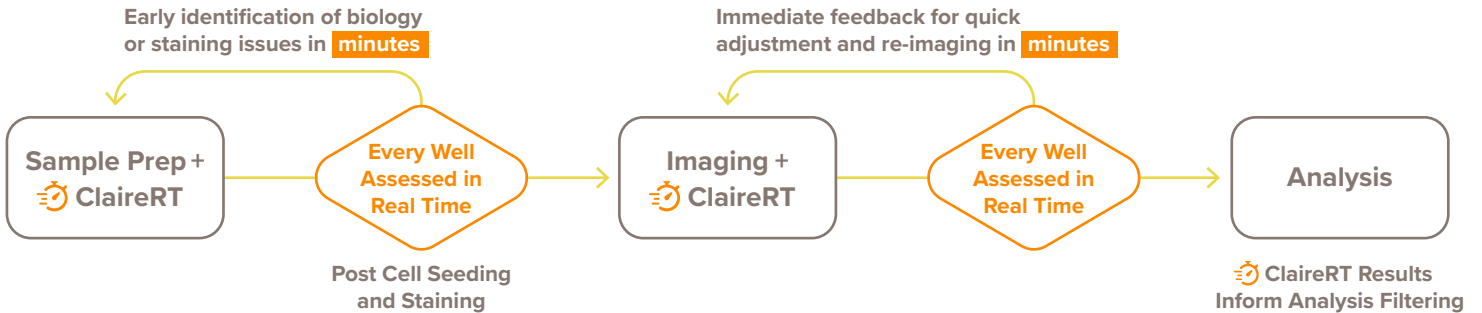 Early identification of biology
or staining issues in minutes
Immediate feedback for quick
adjustment and re-imaging in minutes
Sample Prep +
ClaireRT
Every Well
Assessed in
Real Time
Post Cell Seeding
and Staining
Imaging +
ClaireRT
Every Well
Assessed in
Real Time
Analysis
ClaireRT Results
Inform Analysis Filtering